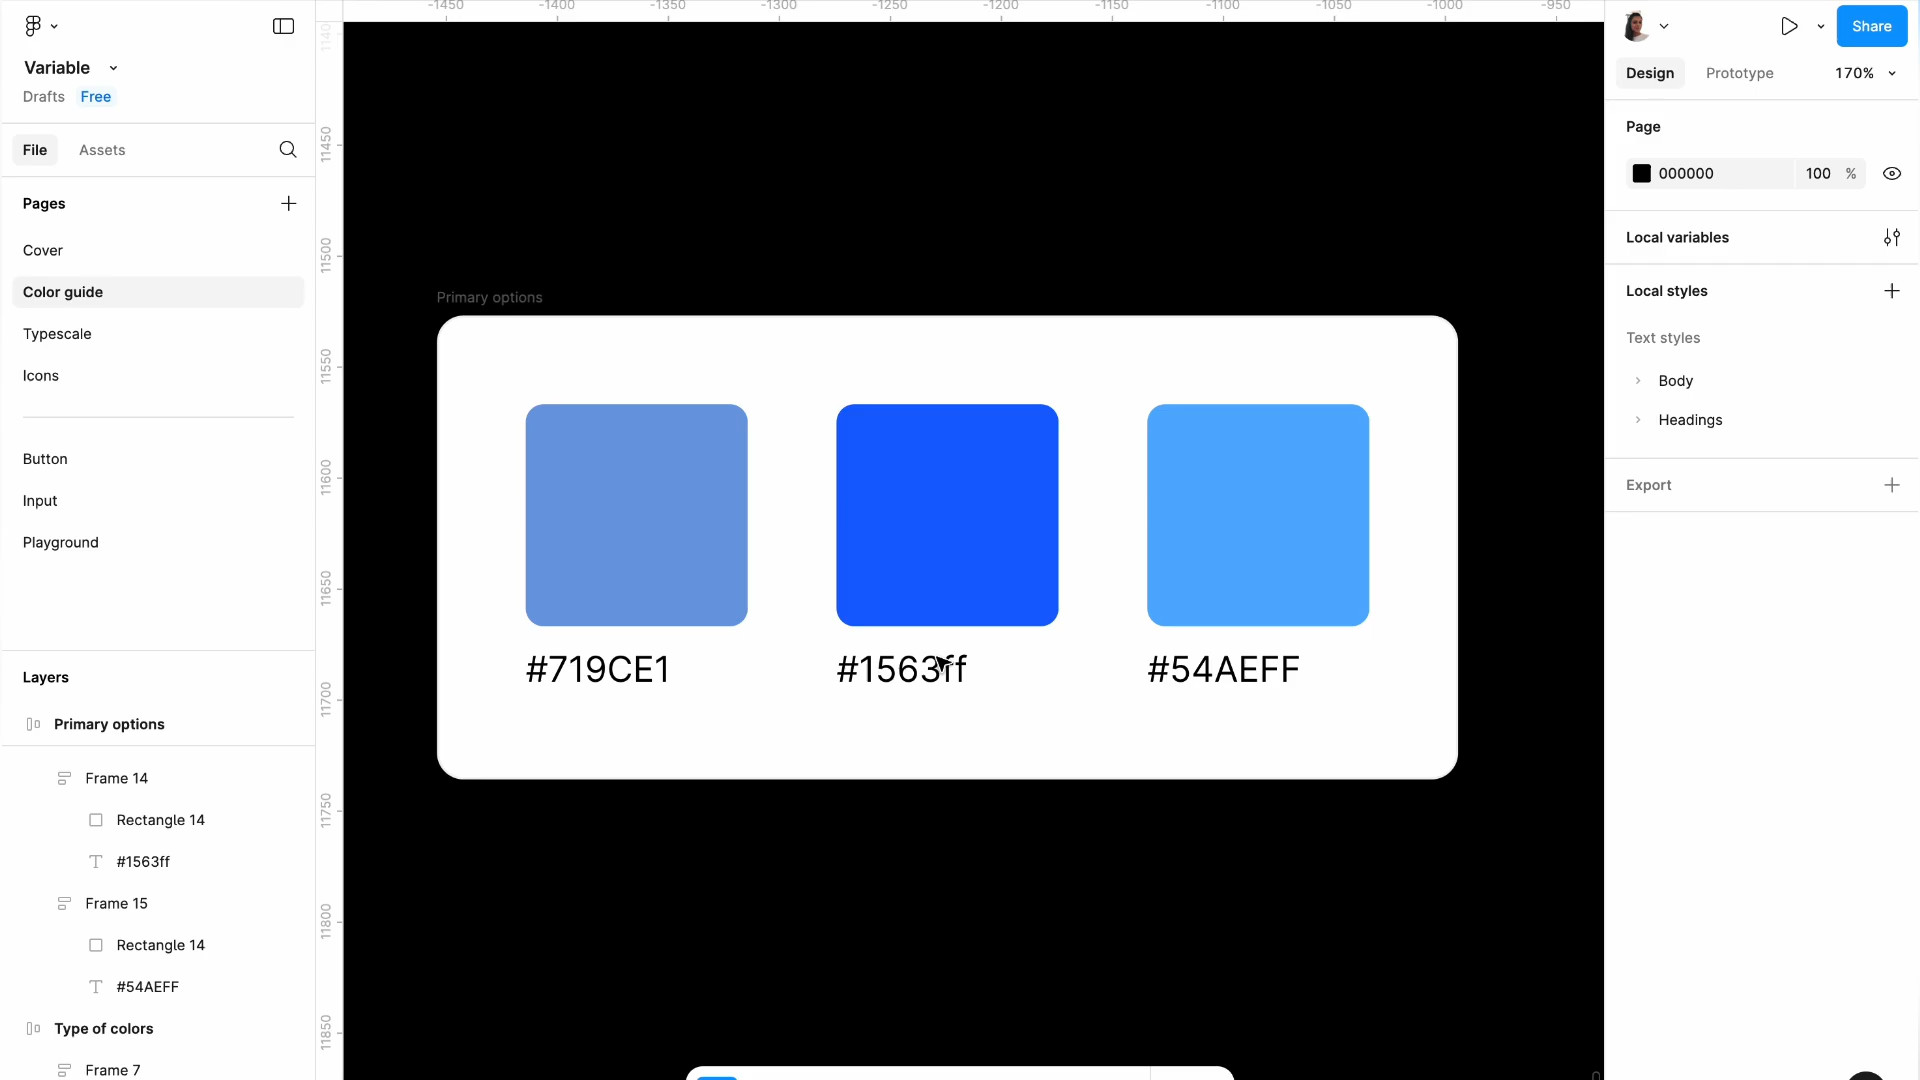 -1450 -1400 -1350 -1300 -1250 -1200 -1150 -1100 -1050 -1000 -950
Variable
Drafts Free
File Assets
Pages
Cover
Color guide
Typescale
Icons
Button
Input
Playground
Layers
Primary options
Frame 14
Rectangle 14
#1563ff
Frame 15
Rectangle 14
#54AEFF
Type of colors
Frame 7
11450
11500
11550
11600
11650
11700
11750
11800
11850
Primary options
#719CE1 #1563ff #54AEFF
Share
Design Prototype 170%
Page
000000 100 %
Local variables
Local styles
Text styles
Body
Headings
Export